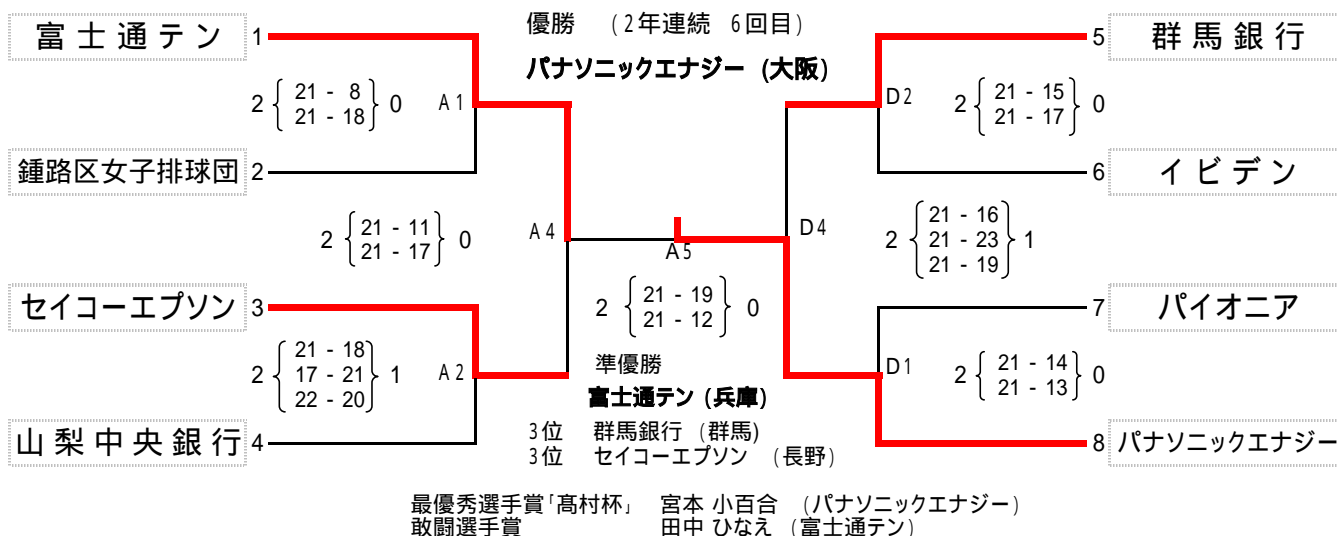 優勝 (2年連続 6回目)
パナソニックエナジー (大阪)
富士通テン 1
2 21 - 8 0
21 - 18
A1
鍾路区女子排球団 2
2 21 - 11 0
21 - 17
A4
セイコーエプソン 3
2 21 - 18 1
17 - 21
22 - 20
A2
山梨中央銀行 4
A5
2 21 - 19 0
21 - 12
準優勝
富士通テン (兵庫)
3位 群馬銀行 (群馬)
3位 セイコーエプソン (長野)
5 群馬銀行
D2
2 21 - 15 0
21 - 17
6 イビデン
D4
2 21 - 16 1
21 - 23
21 - 19
7 パイオニア
D1
2 21 - 14 0
21 - 13
8 パナソニックエナジー
最優秀選手賞「髙村杯」 宮本 小百合 (パナソニックエナジー)
敢闘選手賞 田中 ひなえ (富士通テン)